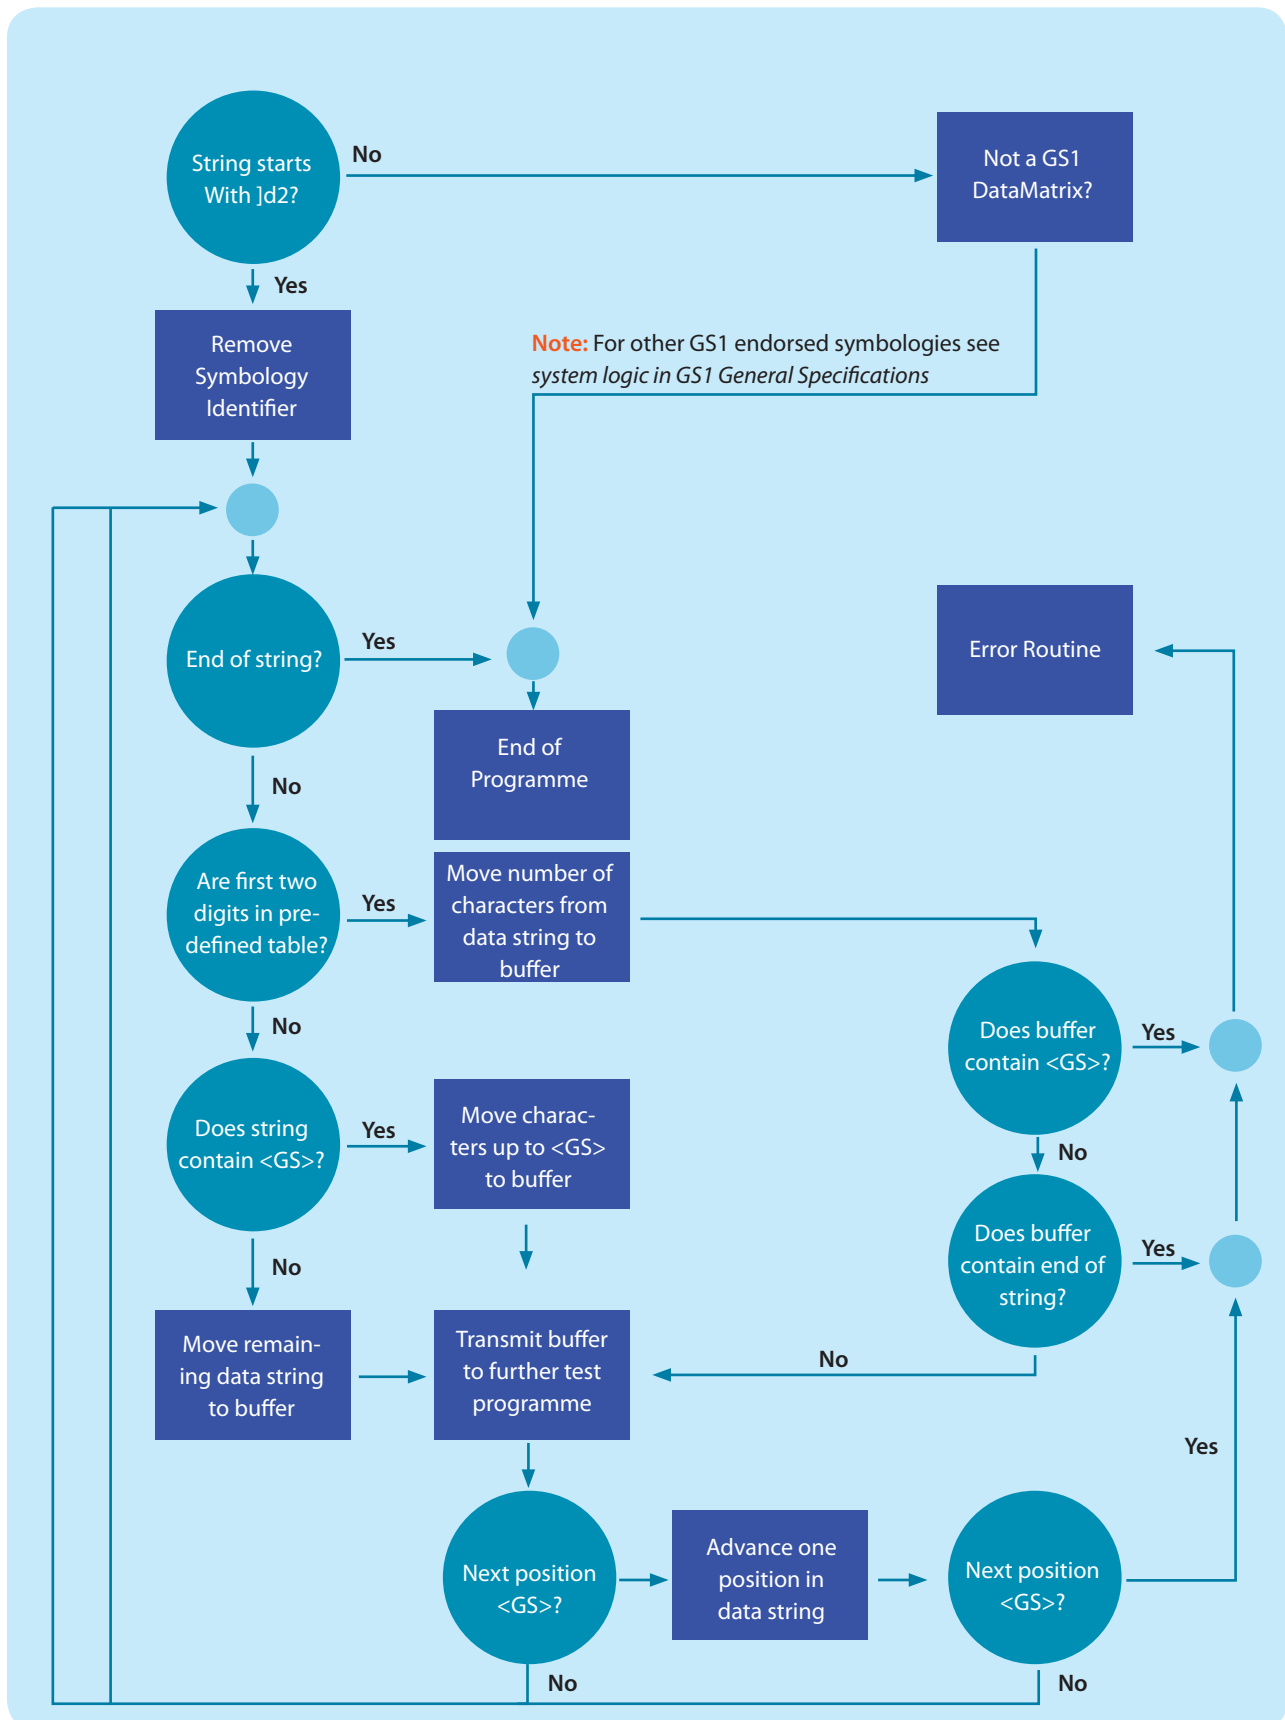 String starts
With ]d2?
No
Not a GS1
DataMatrix?
Yes
Remove
Symbology
Identifier
Note: For other GS1 endorsed symbologies see
system logic in GS1 General Specifications
End of string?
Yes
End of
Programme
Error Routine
No
Are first two
digits in pre-
defined table?
Yes
Move number of
characters from
data string to
buffer
Does buffer
contain <GS>?
Yes
No
No
Does string
contain <GS>?
Yes
Move charac-
ters up to <GS>
to buffer
Does buffer
contain end of
string?
Yes
No
No
Move remain-
ing data string
to buffer
Transmit buffer
to further test
programme
Yes
Next position
<GS>?
Advance one
position in
data string
Next position
<GS>?
No
No